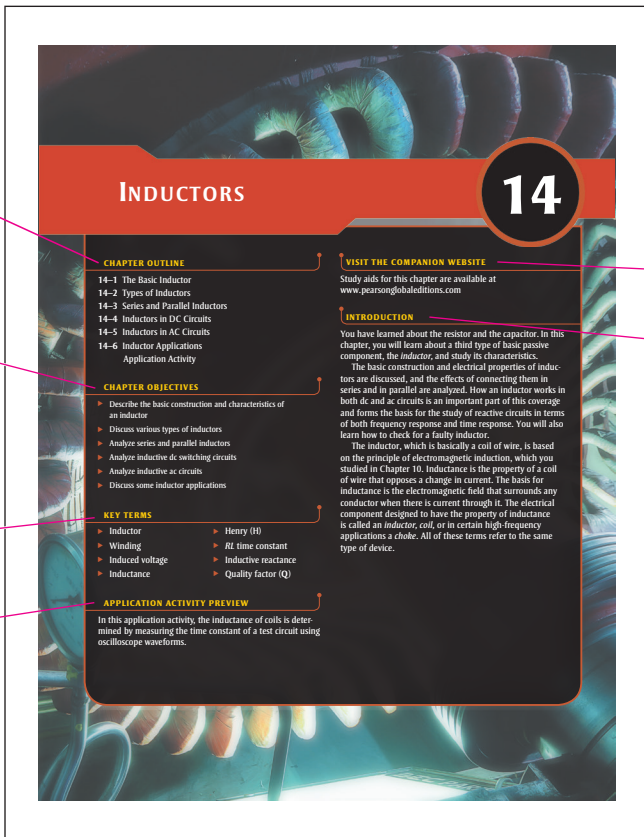 INDUCTORS
14
CHAPTER OUTLINE
14–1 The Basic Inductor
14–2 Types of Inductors
14–3 Series and Parallel Inductors
14–4 Inductors in DC Circuits
14–5 Inductors in AC Circuits
14–6 Inductor Applications
Application Activity
CHAPTER OBJECTIVES
► Describe the basic construction and characteristics of
an inductor
► Discuss various types of inductors
► Analyze series and parallel inductors
► Analyze inductive dc switching circuits
► Analyze inductive ac circuits
► Discuss some inductor applications
KEY TERMS
► Inductor
► Winding
► Induced voltage
► Inductance
► Henry (H)
► RL time constant
► Inductive reactance
► Quality factor (Q)
APPLICATION ACTIVITY PREVIEW
In this application activity, the inductance of coils is deter-
mined by measuring the time constant of a test circuit using
oscilloscope waveforms.
VISIT THE COMPANION WEBSITE
Study aids for this chapter are available at
www.pearsonglobaleditions.com
INTRODUCTION
You have learned about the resistor and the capacitor. In this
chapter, you will learn about a third type of basic passive
component, the inductor, and study its characteristics.
The basic construction and electrical properties of induc-
tors are discussed, and the effects of connecting them in
series and in parallel are analyzed. How an inductor works in
both dc and ac circuits is an important part of this coverage
and forms the basis for the study of reactive circuits in terms
of both frequency response and time response. You will also
learn how to check for a faulty inductor.
The inductor, which is basically a coil of wire, is based
on the principle of electromagnetic induction, which you
studied in Chapter 10. Inductance is the property of a coil
of wire that opposes a change in current. The basis for
inductance is the electromagnetic field that surrounds any
conductor when there is current through it. The electrical
component designed to have the property of inductance
is called an inductor, coil, or in certain high-frequency
applications a choke. All of these terms refer to the same
type of device.